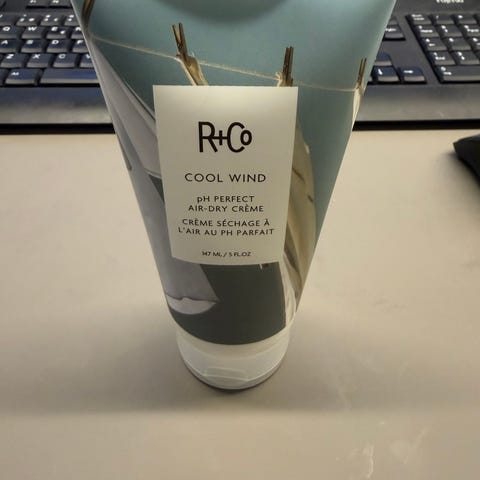 R+Co
COOL WIND
pH PERFECT
AIR-DRY CRÈME
CRÈME SÉCHAGE À
L'AIR AU PH PARFAIT
147 ML / 5 FL.OZ